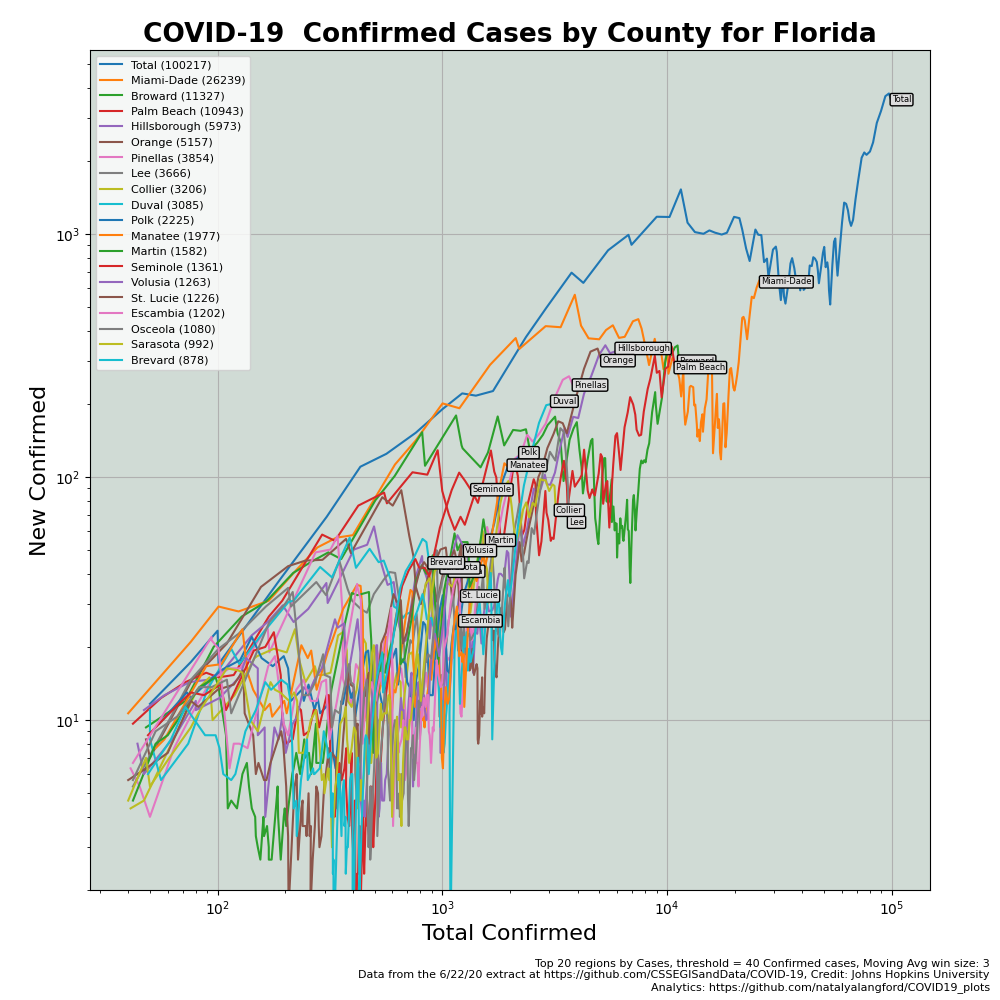 COVID-19  Confirmed Cases by County for Florida
Total (100217)
Miami-Dade (26239)
Broward (11327)
Palm Beach (10943)
Hillsborough (5973)
Orange (5157)
Pinellas (3854)
Lee (3666)
Collier (3206)
Duval (3085)
Polk (2225)
Manatee (1977)
Martin (1582)
Seminole (1361)
Volusia (1263)
St. Lucie (1226)
Escambia (1202)
Osceola (1080)
Sarasota (992)
Brevard (878)
Total
Miami-Dade
Hillsborough
Orange
Broward
Palm Beach
Pinellas
Duval
Polk
Manatee
Seminole
Collier
Lee
Martin
Volusia
Brevard
St. Lucie
Escambia
New Confirmed
10³
10²
10¹
10² 10³ 10⁴ 10⁵
Total Confirmed
Top 20 regions by Cases, threshold = 40 Confirmed cases, Moving Avg win size: 3
Data from the 6/22/20 extract at https://github.com/CSSEGISandData/COVID-19, Credit: Johns Hopkins University
Analytics: https://github.com/natalyalangford/COVID19_plots